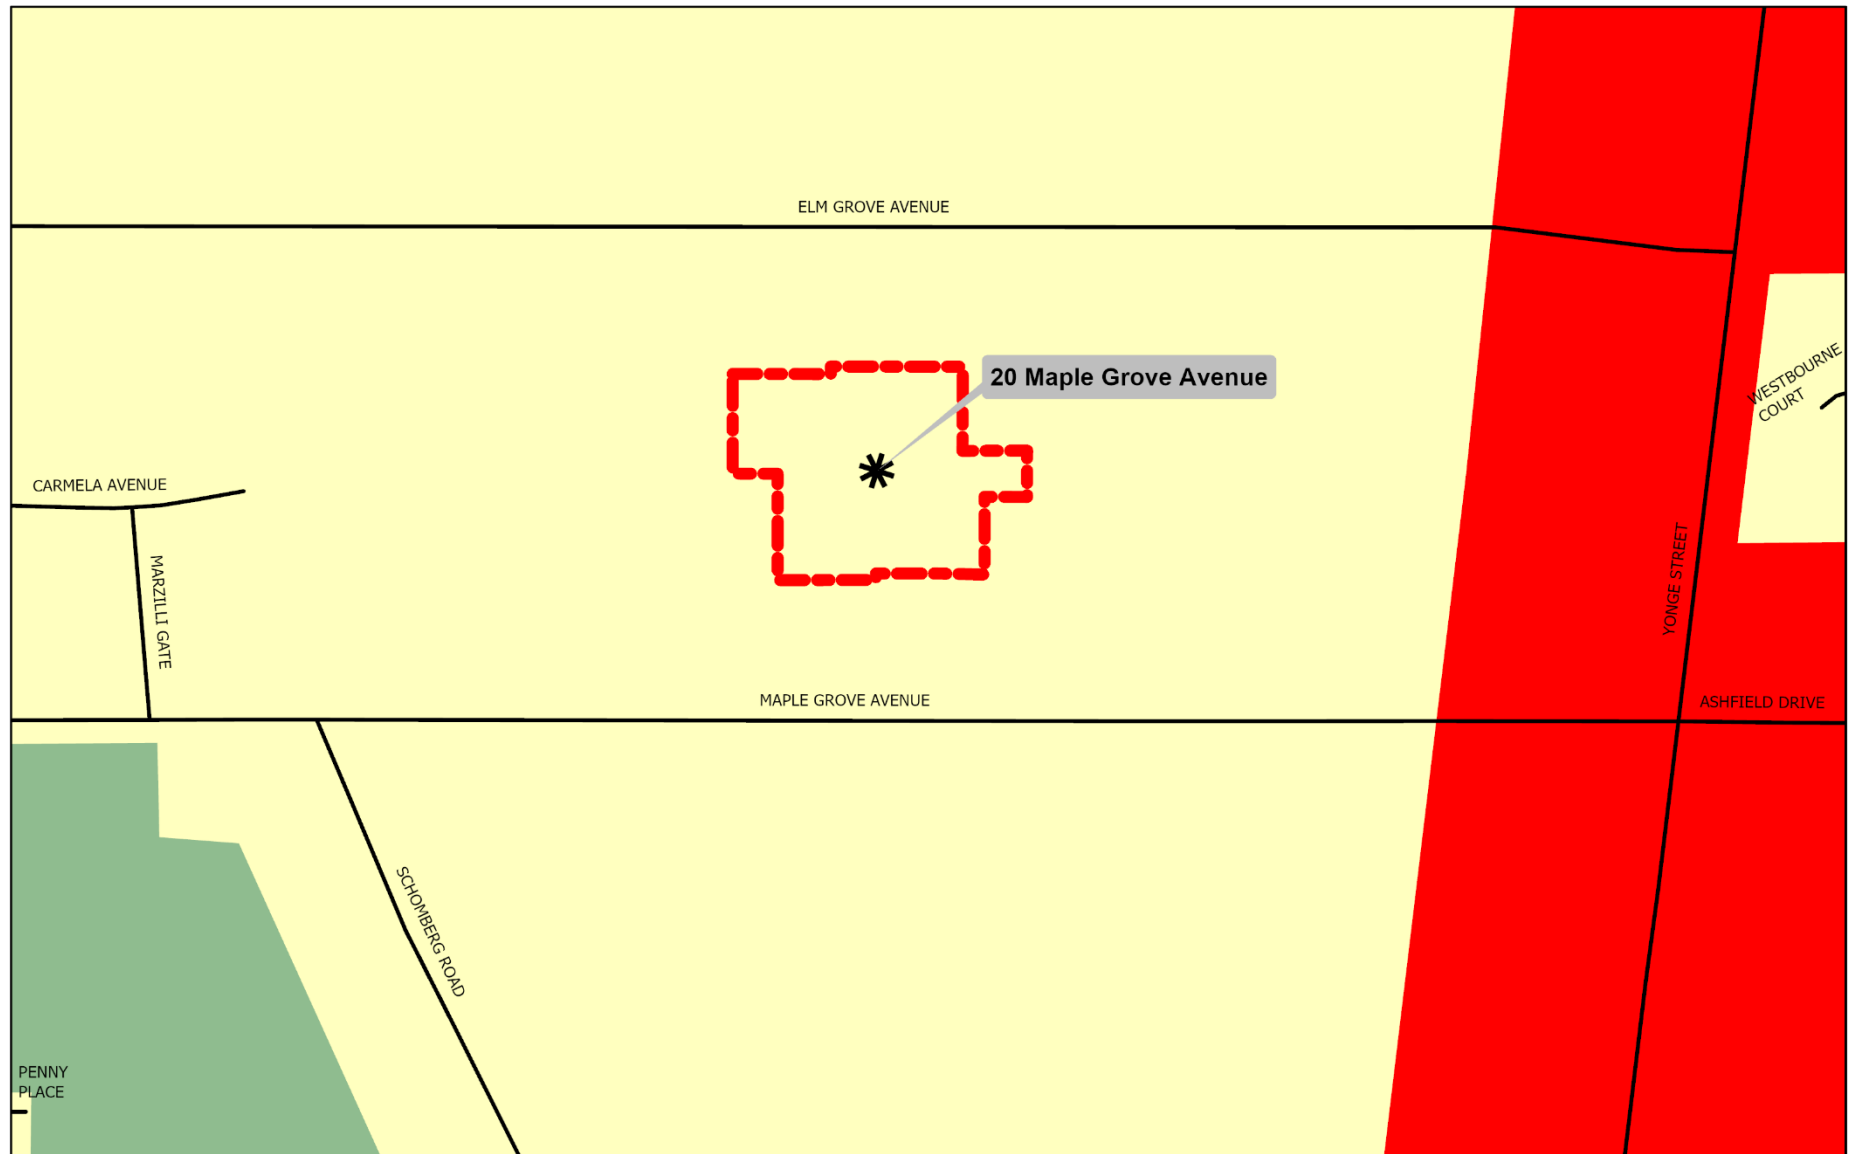 ELM GROVE AVENUE
20 Maple Grove Avenue
WESTBOURNE
COURT
CARMELA AVENUE
MARZILLI GATE
YONGE STREET
MAPLE GROVE AVENUE
ASHFIELD DRIVE
SCHOMBERG ROAD
PENNY
PLACE